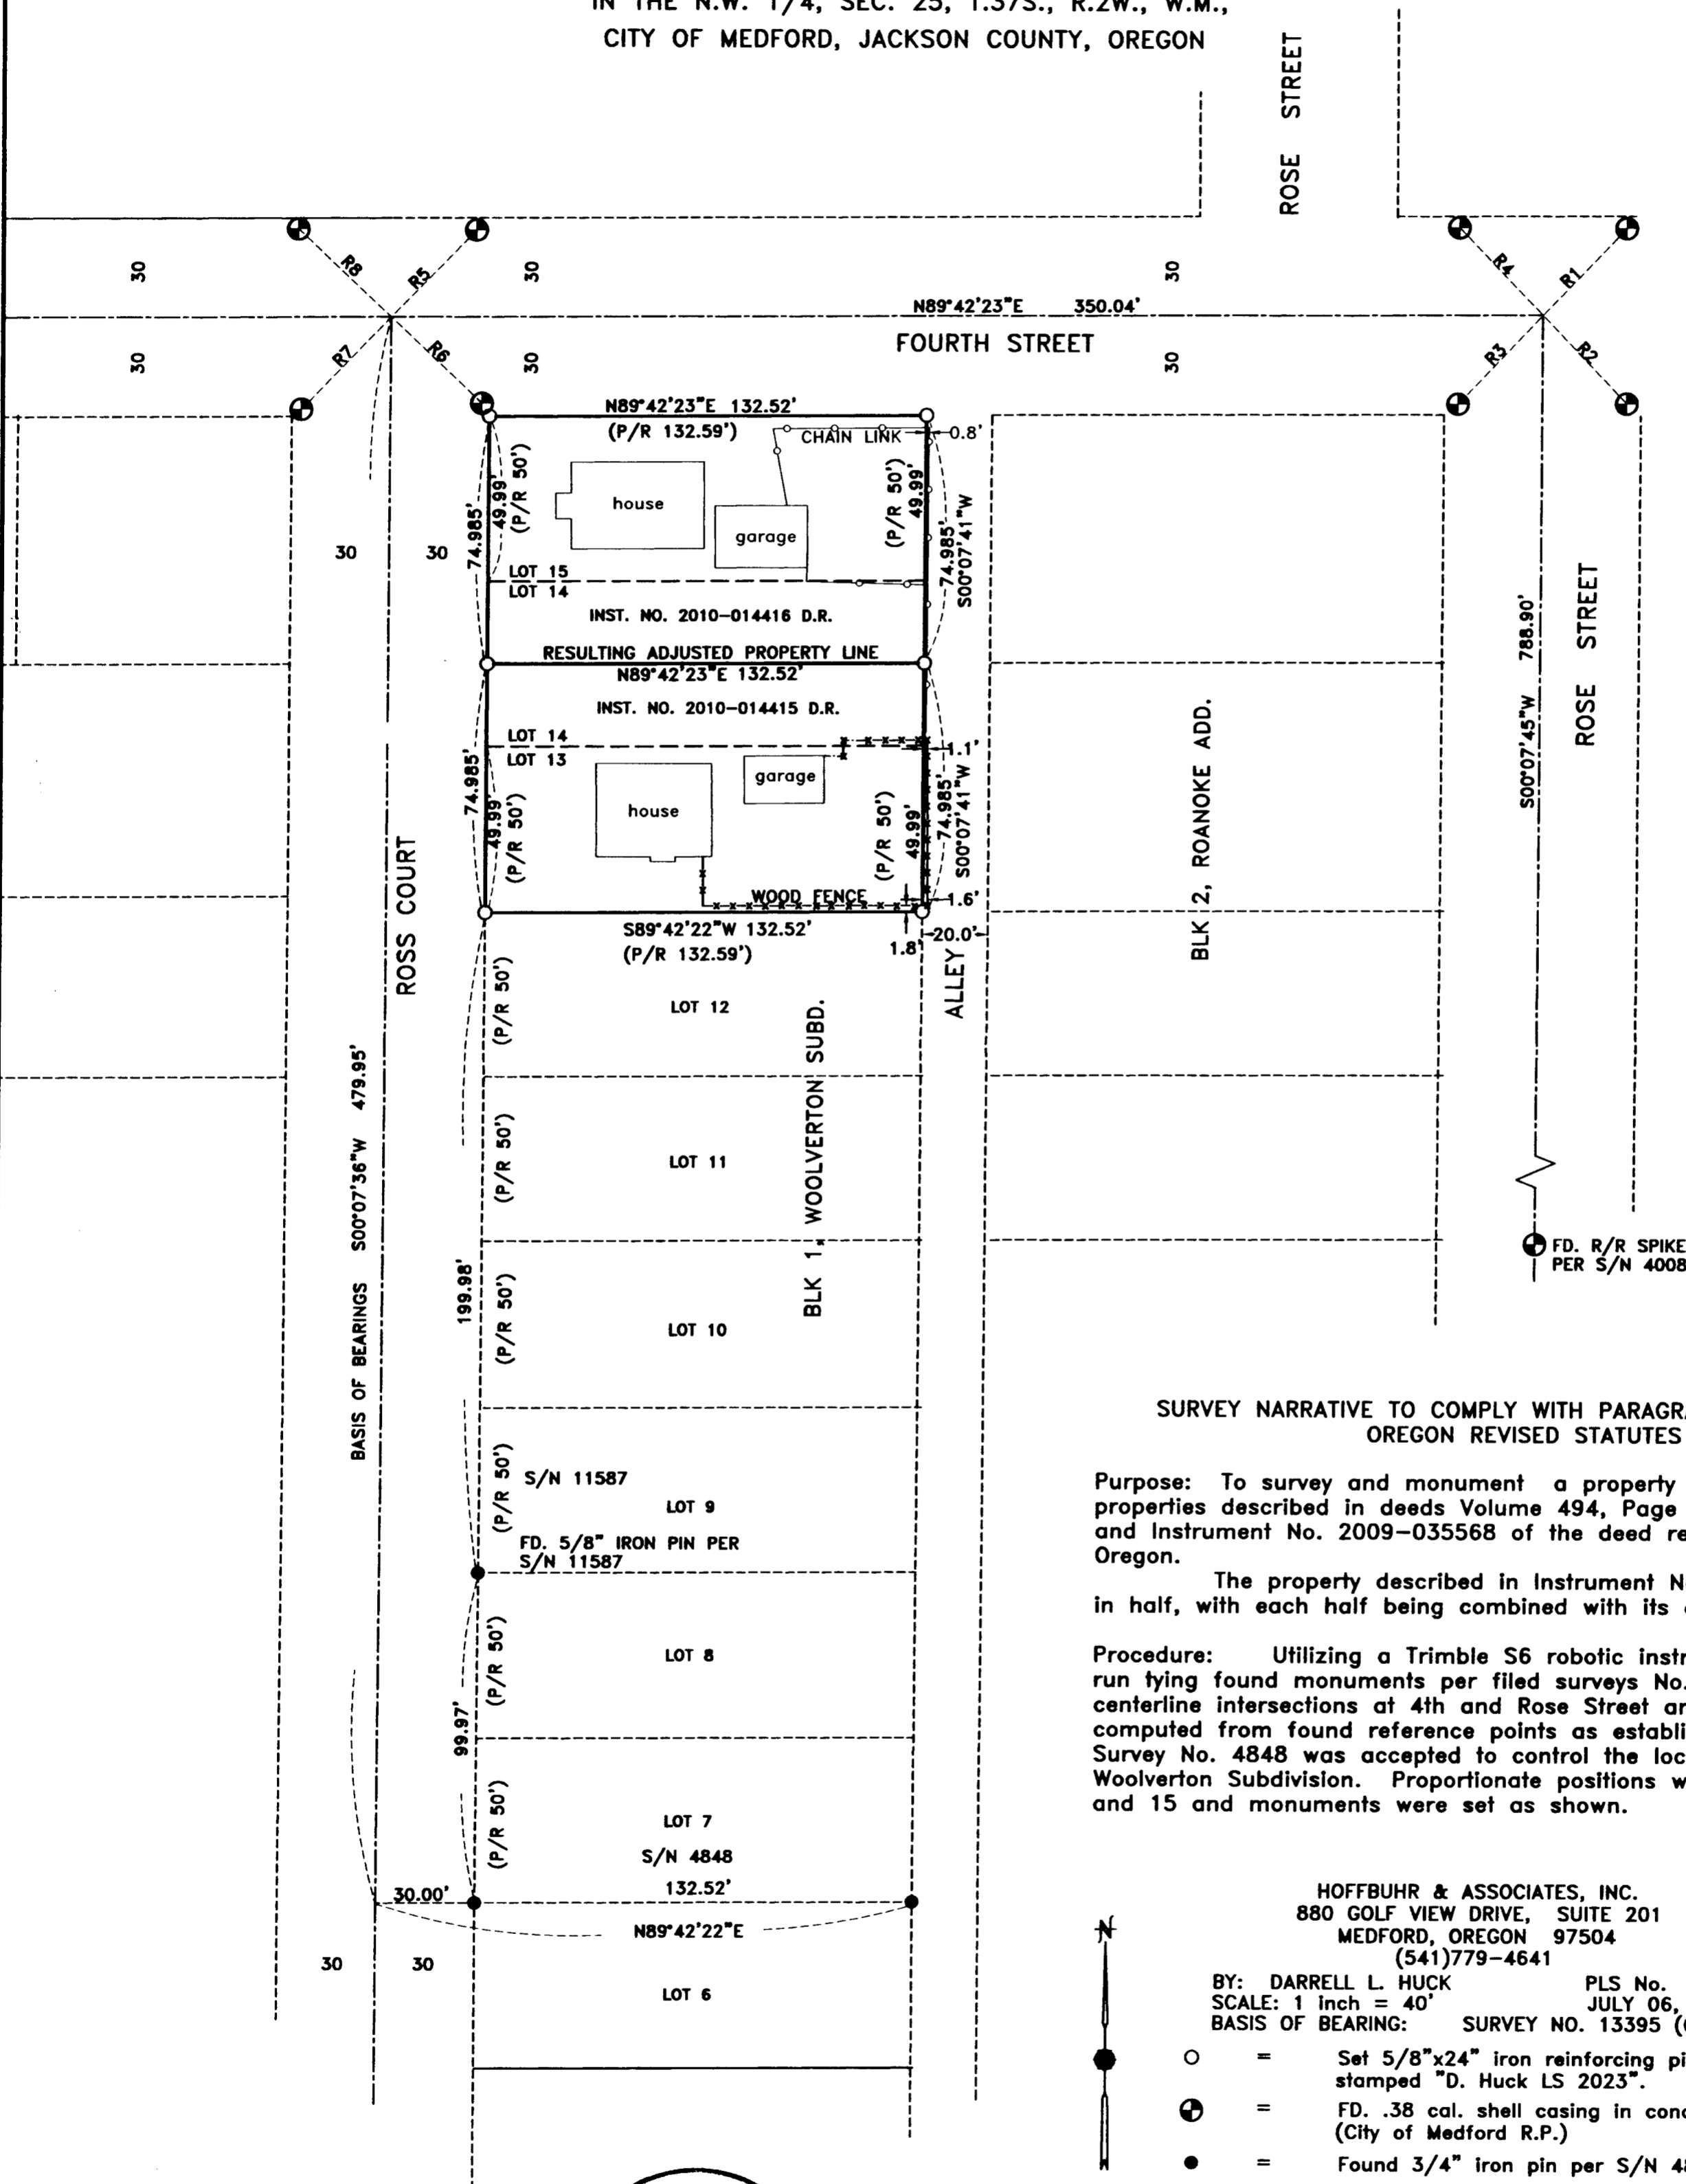 IN THE N.W. 1/4, SEC. 25, T.37S., R.2W., W.M.,
CITY OF MEDFORD, JACKSON COUNTY, OREGON
ROSE STREET
R8
R5
R4
R1
30
30
30
N89°42'23"E 350.04'
FOURTH STREET
R7
R6
R3
R2
30
30
30
N89°42'23"E 132.52'
(P/R 132.59')
CHAIN LINK
0.8'
74.985'
49.99'
(P/R 50')
house
garage
(P/R 50')
49.99'
74.985'
S00°07'41"W
30
30
LOT 15
LOT 14
INST. NO. 2010-014416 D.R.
RESULTING ADJUSTED PROPERTY LINE
N89°42'23"E 132.52'
INST. NO. 2010-014415 D.R.
LOT 14
LOT 13
1.1'
74.985'
49.99'
(P/R 50')
house
garage
(P/R 50')
49.99'
74.985'
S00°07'41"W
WOOD FENCE
1.6'
S89°42'22"W 132.52'
(P/R 132.59')
1.8'
20.0'
ALLEY
ROSS COURT
BLK 2, ROANOKE ADD.
S00°07'45"W 788.90'
ROSE STREET
(P/R 50')
LOT 12
BLK 1, WOOLVERTON SUBD.
BASIS OF BEARINGS S00°07'36"W 479.95'
(P/R 50')
LOT 11
FD. R/R SPIKE
PER S/N 4008
199.98'
(P/R 50')
LOT 10
(P/R 50')
S/N 11587
LOT 9
FD. 5/8" IRON PIN PER
S/N 11587
(P/R 50')
LOT 8
99.97'
(P/R 50')
LOT 7
S/N 4848
30.00'
132.52'
N89°42'22"E
30
30
LOT 6
SURVEY NARRATIVE TO COMPLY WITH
OREGON REVISED STATUTES
Purpose: To survey and monument a property
properties described in deeds Volume 494, Page
and Instrument No. 2009-035568 of the deed
Oregon.
The property described in Instrument
in half, with each half being combined with its
Procedure: Utilizing a Trimble S6 robotic
run tying found monuments per filed surveys No.
centerline intersections at 4th and Rose Street
computed from found reference points as
Survey No. 4848 was accepted to control the
Woolverton Subdivision. Proportionate positions
and 15 and monuments were set as shown.
HOFFBUHR & ASSOCIATES, INC.
880 GOLF VIEW DRIVE, SUITE 201
MEDFORD, OREGON 97504
(541)779-4641
BY: DARRELL L. HUCK PLS No.
SCALE: 1 inch = 40' JULY 06,
BASIS OF BEARING: SURVEY NO. 13395
N
= Set 5/8"x24" iron reinforcing
stamped "D. Huck LS 2023".
= FD. .38 cal. shell casing in
(City of Medford R.P.)
= Found 3/4" iron pin per S/N